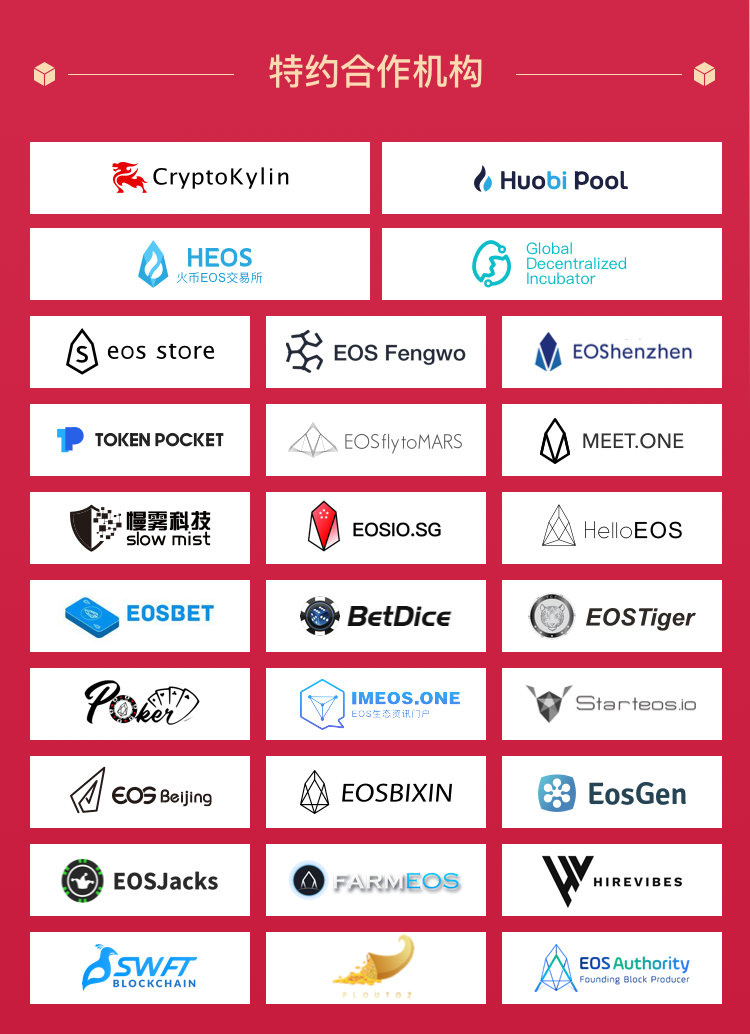 特约合作机构
CryptoKylin
Huobi Pool
HEOS
火币EOS交易所
Global
Decentralized
Incubator
S
eos store
EOS Fengwo
EOShenzhen
TOKEN POCKET
EOSflytoMARS
MEET.ONE
慢雾科技
slow mist
EOSIO.SG
HelloEOS
EOSBET
BetDice
EOSTiger
Poker
IMEOS.ONE
EOS生态资讯门户
Starteos.io
EOS Beijing
EOSBIXIN
EosGen
EOSJacks
FARMEOS
HIREVIBES
SWFT
BLOCKCHAIN
PLOUTOZ
EOS Authority
Founding Block Producer